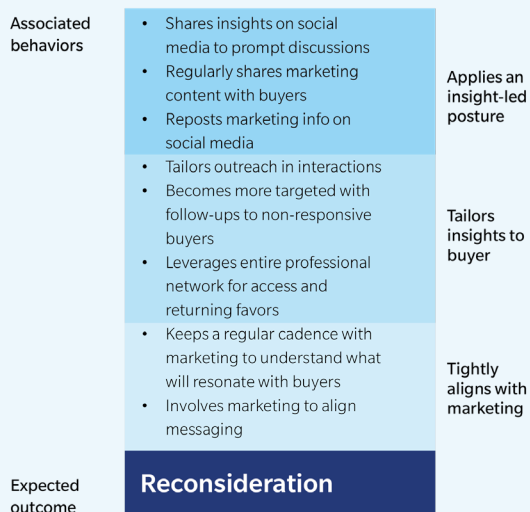 Associated
behaviors
• Shares insights on social
media to prompt discussions
• Regularly shares marketing
content with buyers
• Reposts marketing info on
social media
Applies an
insight-led
posture
• Tailors outreach in interactions
• Becomes more targeted with
follow-ups to non-responsive
buyers
• Leverages entire professional
network for access and
returning favors
Tailors
insights to
buyer
• Keeps a regular cadence with
marketing to understand what
will resonate with buyers
• Involves marketing to align
messaging
Tightly
aligns with
marketing
Expected
outcome
Reconsideration